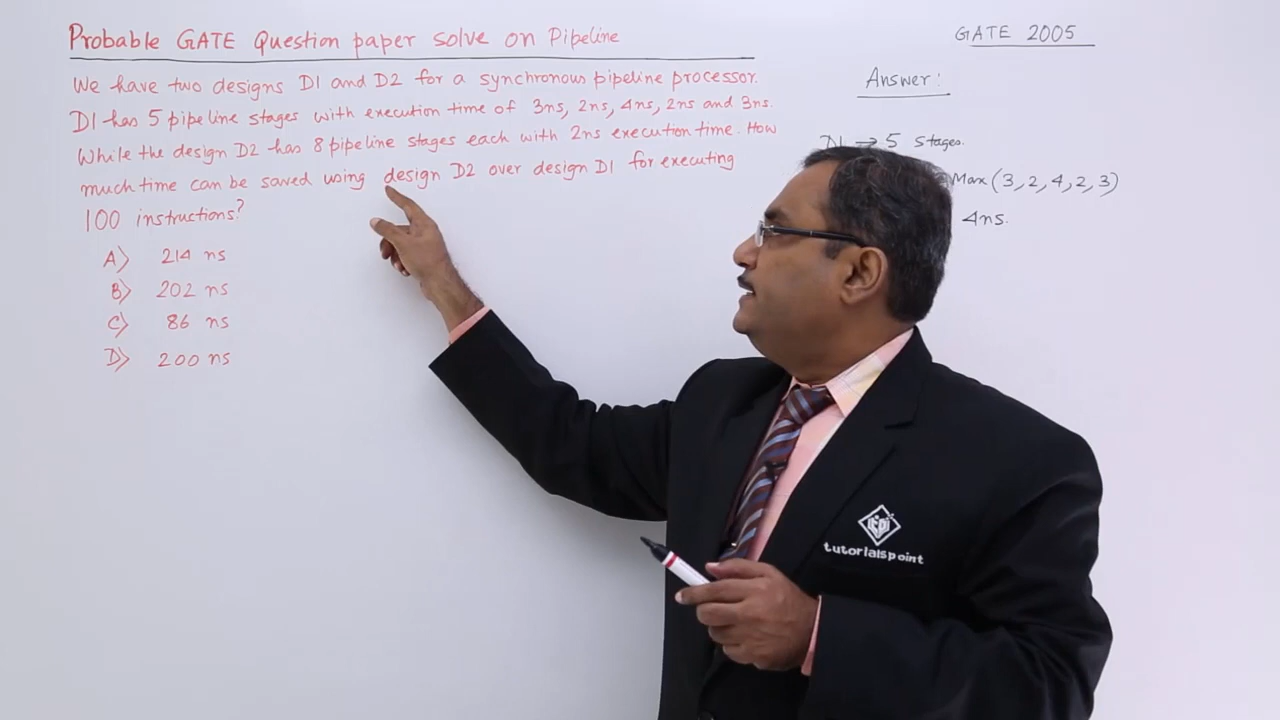 Probable GATE Question paper solve on Pipeline
GATE 2005
We have two designs D1 and D2 for a synchronous pipeline processor.
D1 has 5 pipeline stages with execution time of 3ns, 2ns, 4ns, 2ns and 3ns.
While the design D2 has 8 pipeline stages each with 2ns execution time. How
much time can be saved using design D2 over design D1 for executing
100 instructions?
A) 214 ns
B) 202 ns
C) 86 ns
D) 200 ns
Answer:
D1 → 5 stages.
Max (3, 2, 4, 2, 3)
4ns.
tutorialspoint